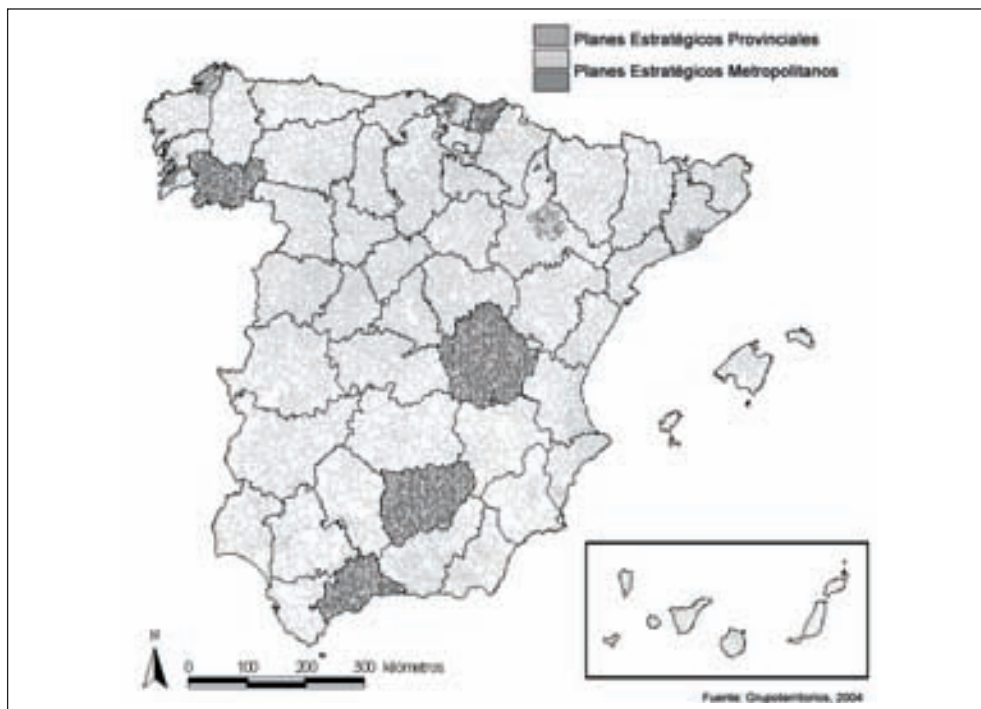 Planes Estratégicos Provinciales
Planes Estratégicos Metropolitanos
N
0 100 200 300 kilómetros
Fuente: Grupoterritorios, 2004